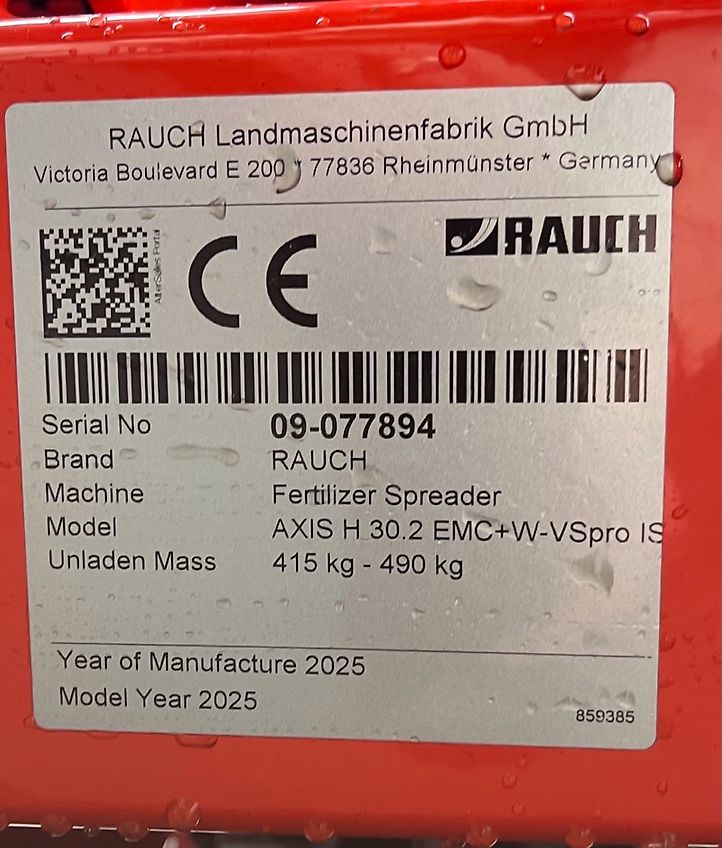 RAUCH Landmaschinenfabrik GmbH
Victoria Boulevard E 200 * 77836 Rheinmünster * Germany
AfterSales Portal
RAUCH
CE
Serial No 09-077894
Brand RAUCH
Machine Fertilizer Spreader
Model AXIS H 30.2 EMC+W-VSpro IS
Unladen Mass 415 kg - 490 kg
Year of Manufacture 2025
Model Year 2025
859385